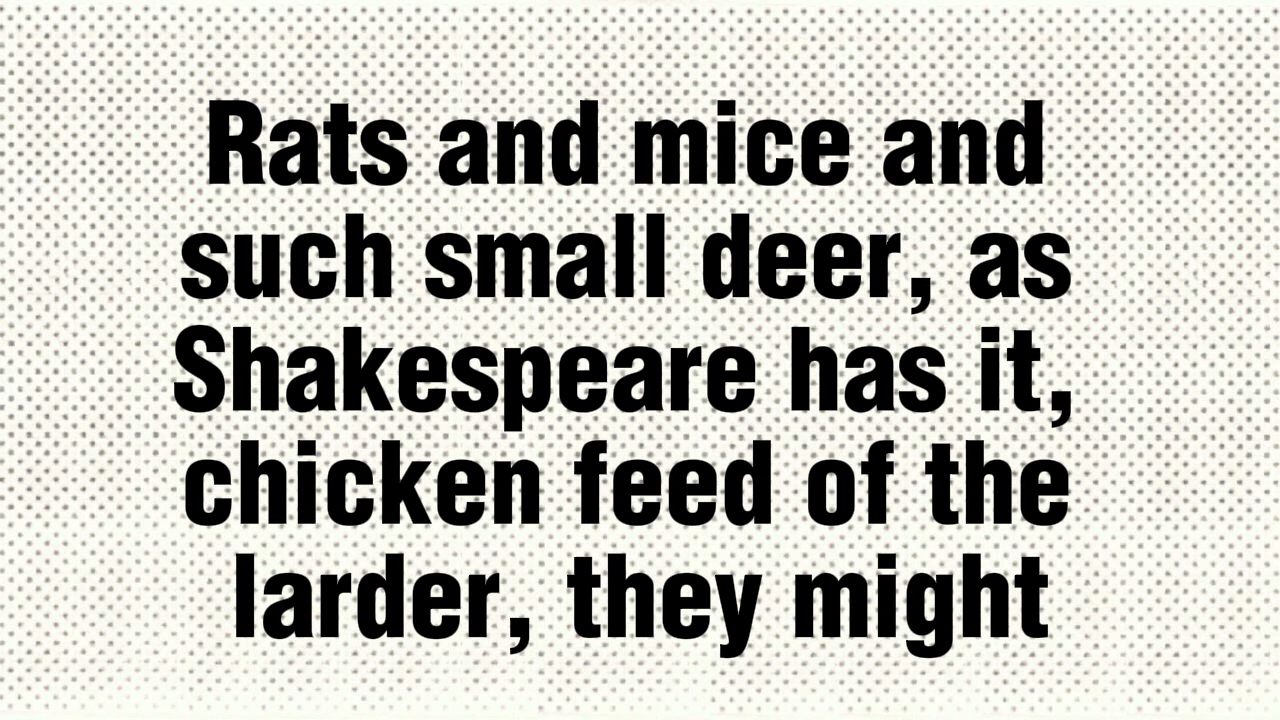 Rats and mice and
such small deer, as
Shakespeare has it,
chicken feed of the
larder, they might